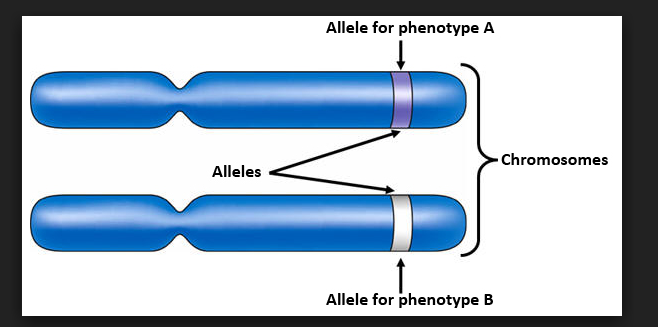 Allele for phenotype A
Chromosomes
Alleles
Allele for phenotype B